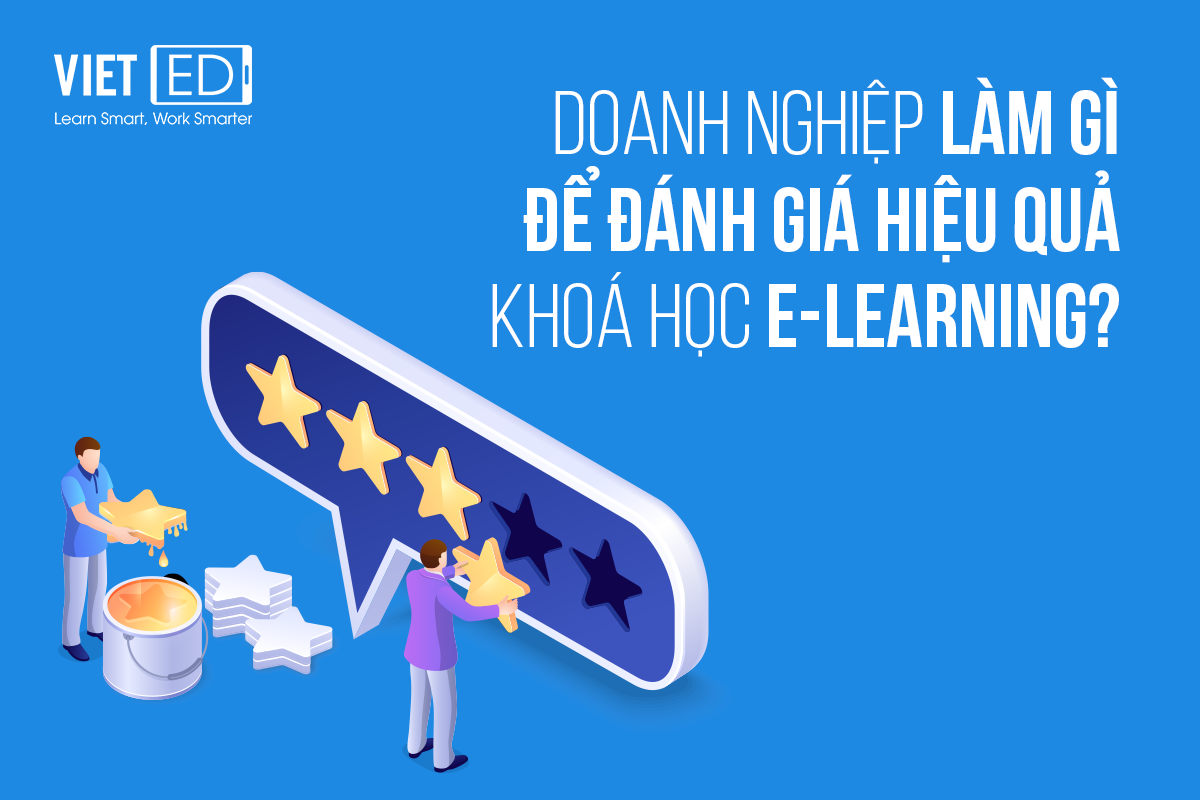 VIET ED
Learn Smart, Work Smarter
DOANH NGHIỆP LÀM GÌ
ĐỂ ĐÁNH GIÁ HIỆU QUẢ
KHOÁ HỌC E-LEARNING?